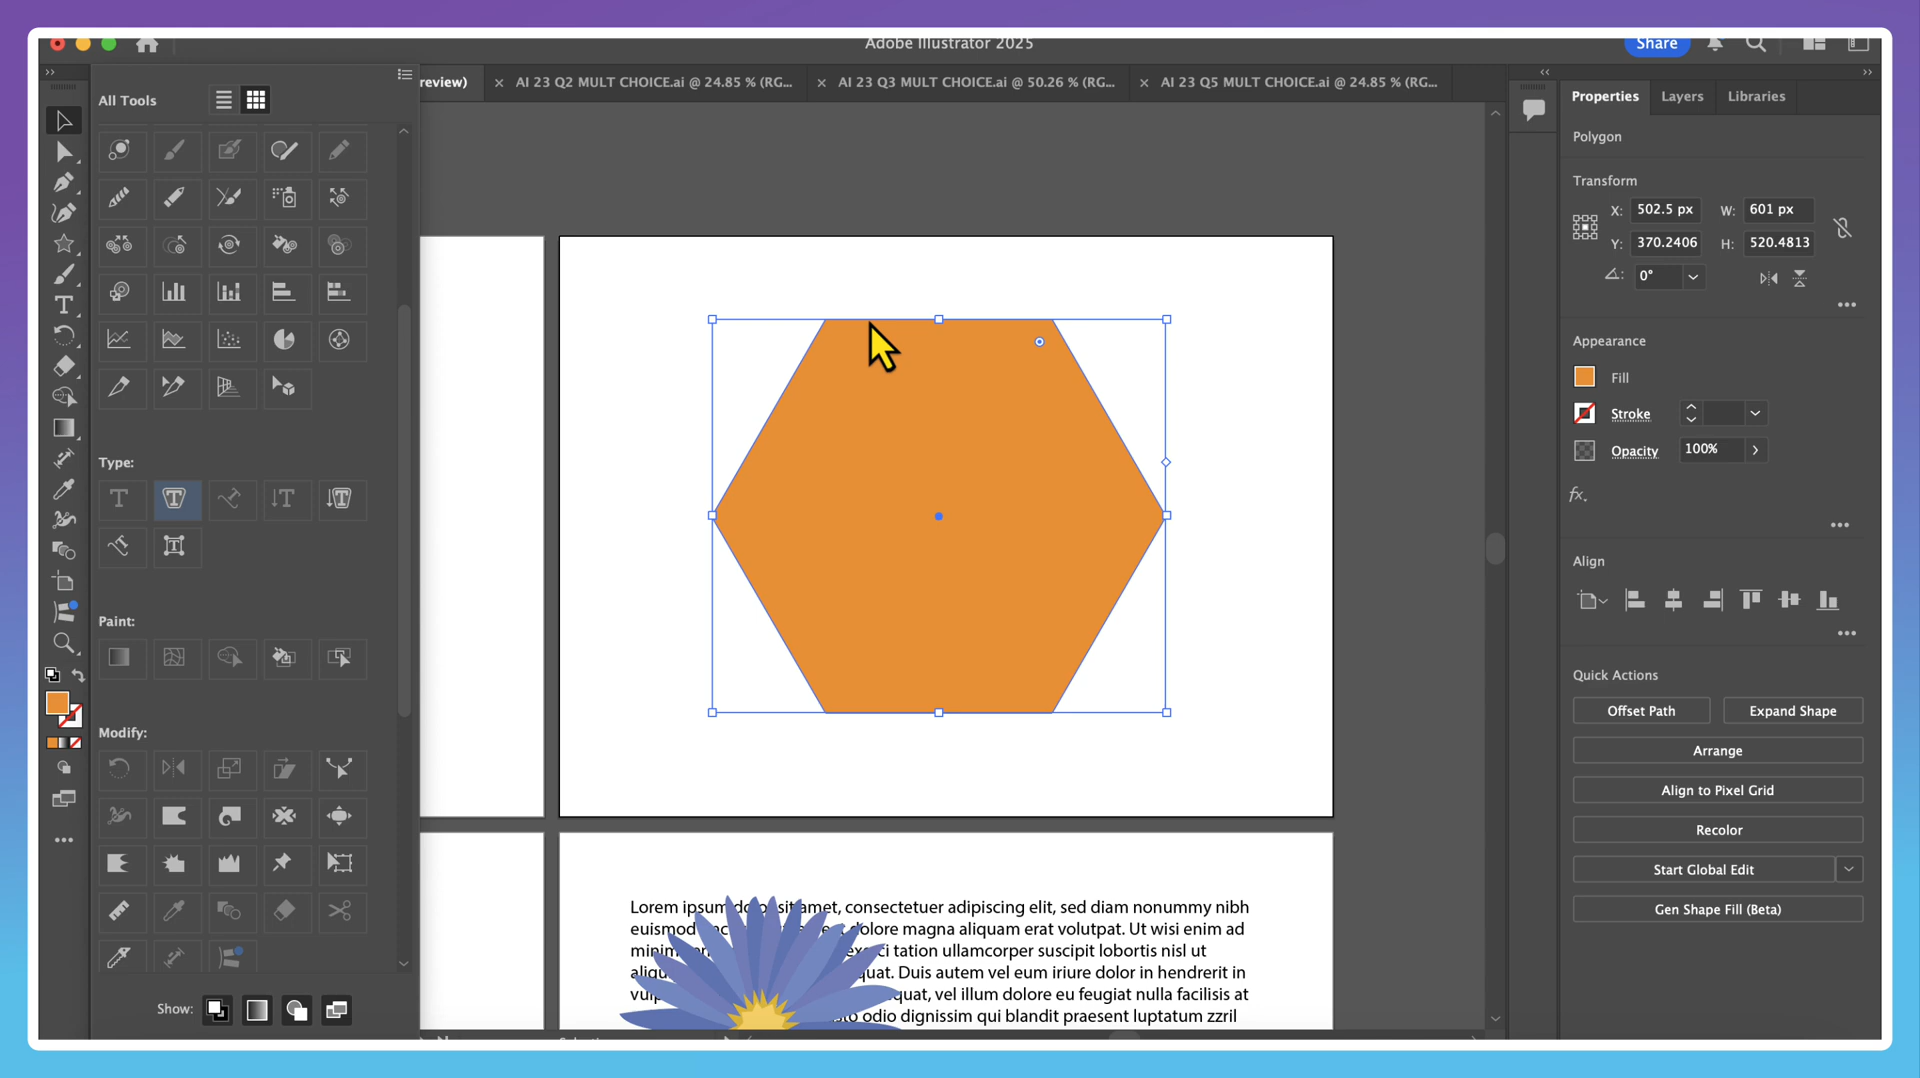 Adobe Illustrator 2025
Share
All Tools
review)
AI 23 Q2 MULT CHOICE.ai @ 24.85 % (RG...
AI 23 Q3 MULT CHOICE.ai @ 50.26 % (RG...
AI 23 Q5 MULT CHOICE.ai @ 24.85 % (RG...
Type:
Paint:
Modify:
Show:
Lorem ipsum dolor sit amet, consectetuer adipiscing elit, sed diam nonummy nibh
euismod dolore magna aliquam erat volutpat. Ut wisi enim ad
minim tation ullamcorper suscipit lobortis nisl ut
aliqu quat. Duis autem vel eum iriure dolor in hendrerit in
vulp quat, vel illum dolore eu feugiat nulla facilisis at
odio dignissim qui blandit praesent luptatum zzril
Properties
Layers
Libraries
Polygon
Transform
X: 502.5 px
W: 601 px
Y: 370.2406
H: 520.4813
0°
Appearance
Fill
Stroke
Opacity
100%
fx.
Align
Quick Actions
Offset Path
Expand Shape
Arrange
Align to Pixel Grid
Recolor
Start Global Edit
Gen Shape Fill (Beta)